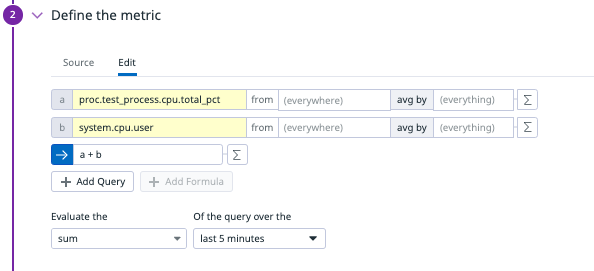 2 Define the metric
Source Edit
a proc.test_process.cpu.total_pct from (everywhere) avg by (everything) Σ
b system.cpu.user from (everywhere) avg by (everything) Σ
→ a + b Σ
+ Add Query + Add Formula
Evaluate the Of the query over the
sum last 5 minutes